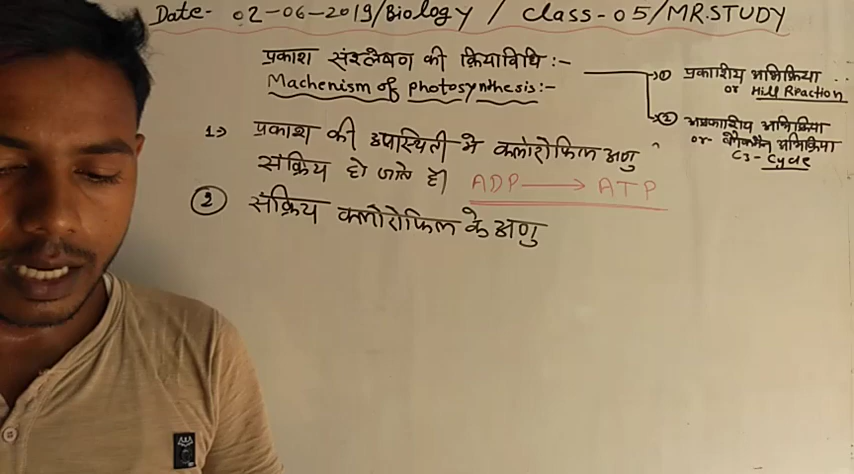 Date- 02-06-2019/Biology / Class-05/MR.STUDY
प्रकाश संश्लेषण की क्रियाविधि :-
Machenism of photosynthesis:-
① प्रकाशीय अभिक्रिया
or Hill Reaction
② अप्रकाशीय अभिक्रिया
or अभिक्रिया
C3-Cycle
1⇒ प्रकाश की उपस्थिती मे क्लोरोफिल अणु
सक्रिय हो जाते है। ADP → ATP
② सक्रिय क्लोरोफिल के अणु